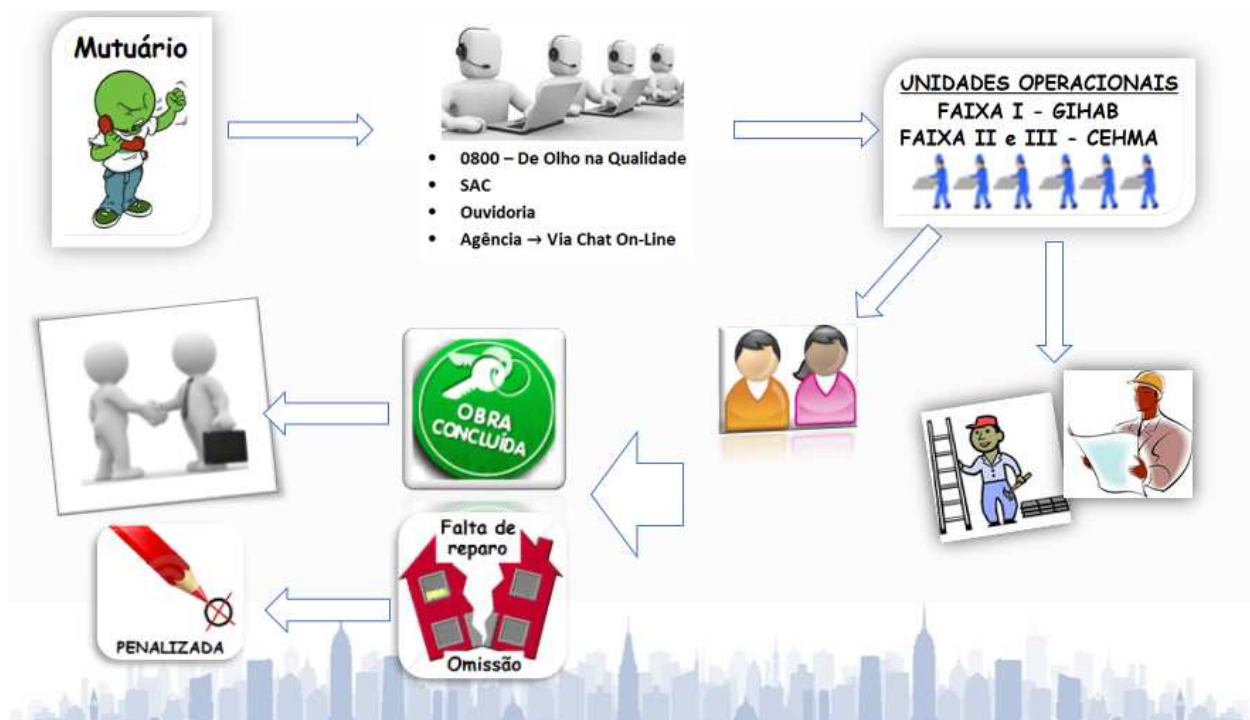 Mutuário
• 0800 – De Olho na Qualidade
• SAC
• Ouvidoria
• Agência → Via Chat On-Line
UNIDADES OPERACIONAIS
FAIXA I - GIHAB
FAIXA II e III - CEHMA
OBRA
CONCLUÍDA
Falta de
reparo
Omissão
PENALIZADA